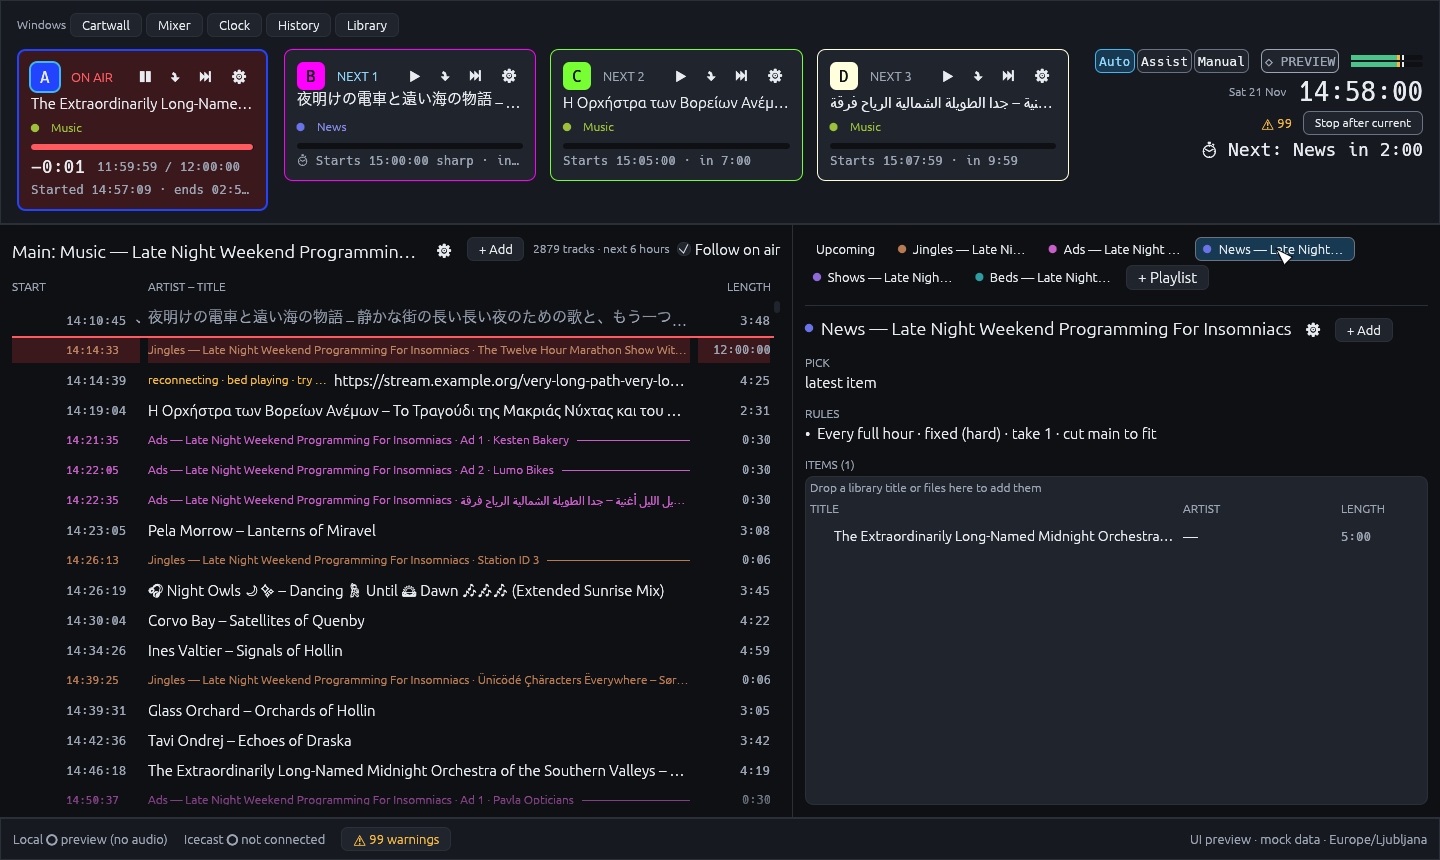 Windows Cartwall Mixer Clock History Library
A ON AIR
The Extraordinarily Long-Name…
Music
−0:01 11:59:59 / 12:00:00
Started 14:57:09 · ends 02:5…
B NEXT 1
夜明けの電車と遠い海の物語 – …
News
Starts 15:00:00 sharp · in…
C NEXT 2
Η Ορχήστρα των Βορείων Ανέμ…
Music
Starts 15:05:00 · in 7:00
D NEXT 3
…نية – جدا الطويلة الشمالية الرياح فرقة
Music
Starts 15:07:59 · in 9:59
Auto Assist Manual ◇ PREVIEW
Sat 21 Nov 14:58:00
⚠ 99 Stop after current
Next: News in 2:00
Main: Music — Late Night Weekend Programmin… + Add 2879 tracks · next 6 hours ✓ Follow on air
START ARTIST – TITLE LENGTH
14:10:45 夜明けの電車と遠い海の物語 – 静かな街の長い長い夜のための歌と、もう一つ… 3:48
14:14:33 Jingles — Late Night Weekend Programming For Insomniacs · The Twelve Hour Marathon Show Wit… 12:00:00
14:14:39 reconnecting · bed playing · try … https://stream.example.org/very-long-path-very-lo… 4:25
14:19:04 Η Ορχήστρα των Βορείων Ανέμων – Το Τραγούδι της Μακριάς Νύχτας και του … 2:31
14:21:35 Ads — Late Night Weekend Programming For Insomniacs · Ad 1 · Kesten Bakery 0:30
14:22:05 Ads — Late Night Weekend Programming For Insomniacs · Ad 2 · Lumo Bikes 0:30
14:22:35 Ads — Late Night Weekend Programming For Insomniacs · …يل الليل أغنية – جدا الطويلة الشمالية الرياح فرقة 0:30
14:23:05 Pela Morrow – Lanterns of Miravel 3:08
14:26:13 Jingles — Late Night Weekend Programming For Insomniacs · Station ID 3 0:06
14:26:19 🎧 Night Owls 🌙✨ – Dancing 💃 Until 🌅 Dawn 🎶🎶🎶 (Extended Sunrise Mix) 3:45
14:30:04 Corvo Bay – Satellites of Quenby 4:22
14:34:26 Ines Valtier – Signals of Hollin 4:59
14:39:25 Jingles — Late Night Weekend Programming For Insomniacs · Ünïcödé Çhäracters Ëverywhere – Sør… 0:06
14:39:31 Glass Orchard – Orchards of Hollin 3:05
14:42:36 Tavi Ondrej – Echoes of Draska 3:42
14:46:18 The Extraordinarily Long-Named Midnight Orchestra of the Southern Valleys – … 4:19
14:50:37 Ads — Late Night Weekend Programming For Insomniacs · Ad 1 · Pavla Opticians 0:30
Upcoming Jingles — Late Ni… Ads — Late Night … News — Late Night…
Shows — Late Nigh… Beds — Late Night… + Playlist
News — Late Night Weekend Programming For Insomniacs + Add
PICK
latest item
RULES
• Every full hour · fixed (hard) · take 1 · cut main to fit
ITEMS (1)
Drop a library title or files here to add them
TITLE ARTIST LENGTH
The Extraordinarily Long-Named Midnight Orchestra… — 5:00
Local preview (no audio) Icecast not connected ⚠ 99 warnings UI preview · mock data · Europe/Ljubljana